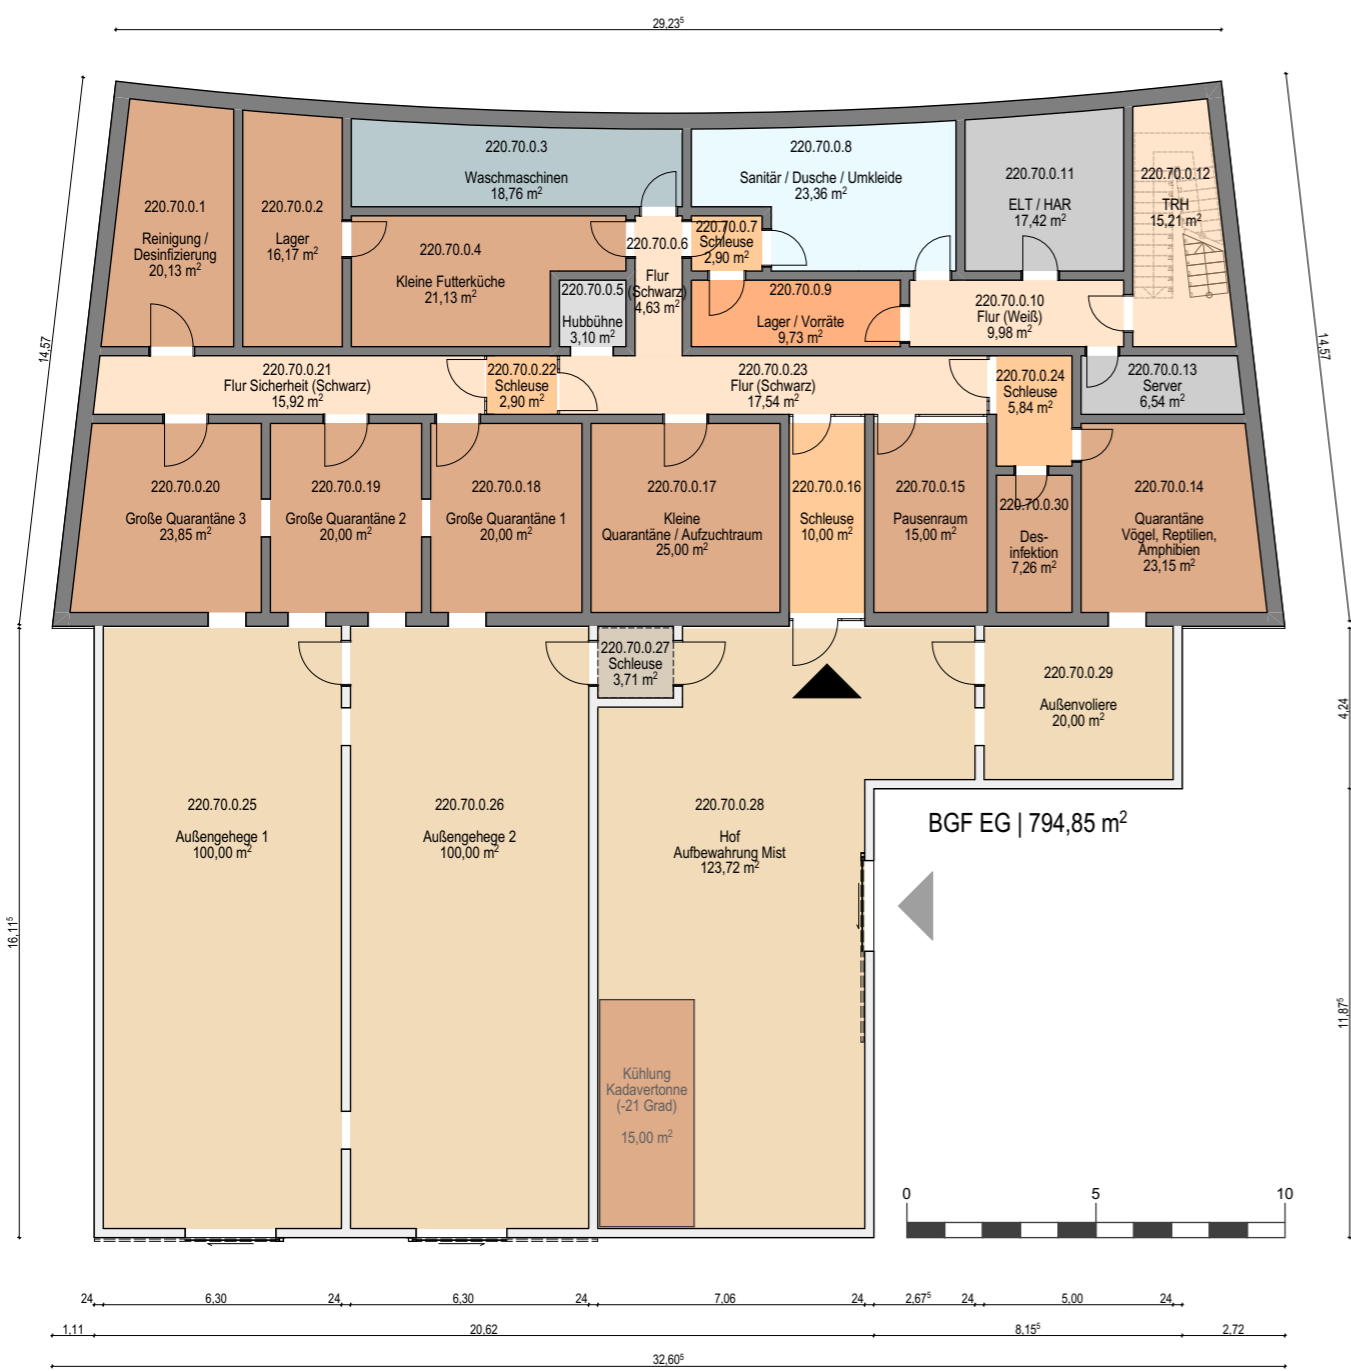 29,23⁵
14,57
14,57
220.70.0.1
Reinigung /
Desinfizierung
20,13 m²
220.70.0.2
Lager
16,17 m²
220.70.0.3
Waschmaschinen
18,76 m²
220.70.0.4
Kleine Futterküche
21,13 m²
220.70.0.5
Hubbühne
3,10 m²
220.70.0.6
Flur
(Schwarz)
4,63 m²
220.70.0.7
Schleuse
2,90 m²
220.70.0.8
Sanitär / Dusche / Umkleide
23,36 m²
220.70.0.9
Lager / Vorräte
9,73 m²
220.70.0.10
Flur (Weiß)
9,98 m²
220.70.0.11
ELT / HAR
17,42 m²
220.70.0.12
TRH
15,21 m²
220.70.0.21
Flur Sicherheit (Schwarz)
15,92 m²
220.70.0.22
Schleuse
2,90 m²
220.70.0.23
Flur (Schwarz)
17,54 m²
220.70.0.24
Schleuse
5,84 m²
220.70.0.13
Server
6,54 m²
220.70.0.20
Große Quarantäne 3
23,85 m²
220.70.0.19
Große Quarantäne 2
20,00 m²
220.70.0.18
Große Quarantäne 1
20,00 m²
220.70.0.17
Kleine
Quarantäne / Aufzuchtraum
25,00 m²
220.70.0.16
Schleuse
10,00 m²
220.70.0.15
Pausenraum
15,00 m²
220.70.0.30
Des-
infektion
7,26 m²
220.70.0.14
Quarantäne
Vögel, Reptilien,
Amphibien
23,15 m²
220.70.0.27
Schleuse
3,71 m²
220.70.0.29
Außenvoliere
20,00 m²
4,24
220.70.0.25
Außengehege 1
100,00 m²
220.70.0.26
Außengehege 2
100,00 m²
220.70.0.28
Hof
Aufbewahrung Mist
123,72 m²
BGF EG | 794,85 m²
16,11⁵
11,87⁵
Kühlung
Kadavertonne
(-21 Grad)
15,00 m²
0 5 10
24 6,30 24 6,30 24 7,06 24 2,67⁵ 24 5,00 24
1,11 20,62 8,15⁵ 2,72
32,60⁵